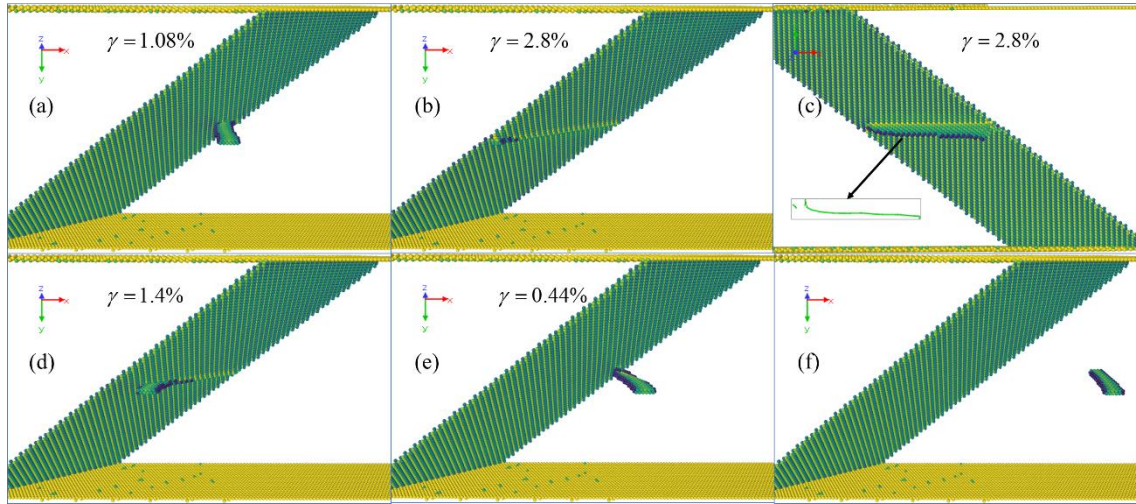 z
x
y
γ = 1.08%
(a)
z
x
y
γ = 2.8%
(b)
x
γ = 2.8%
(c)
z
x
y
γ = 1.4%
(d)
z
x
y
γ = 0.44%
(e)
z
x
y
(f)